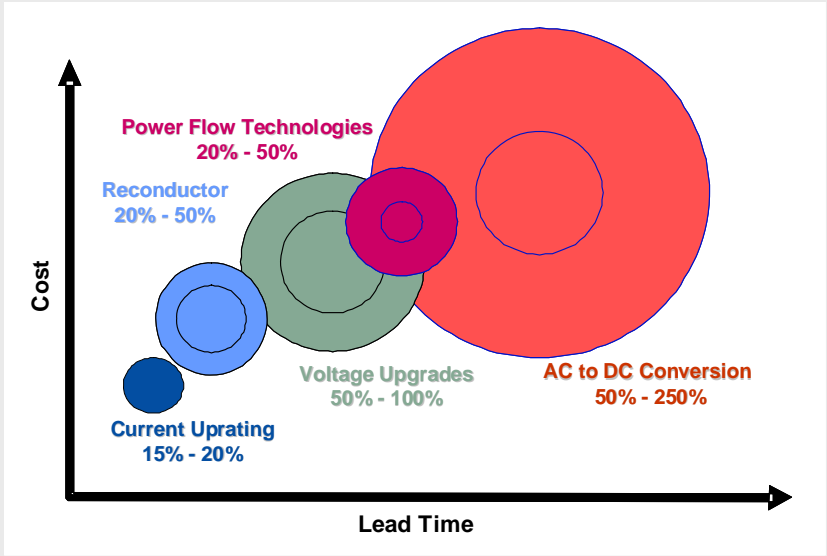 Power Flow Technologies
20% - 50%
Reconductor
20% - 50%
Cost
Voltage Upgrades
50% - 100%
AC to DC Conversion
50% - 250%
Current Uprating
15% - 20%
Lead Time